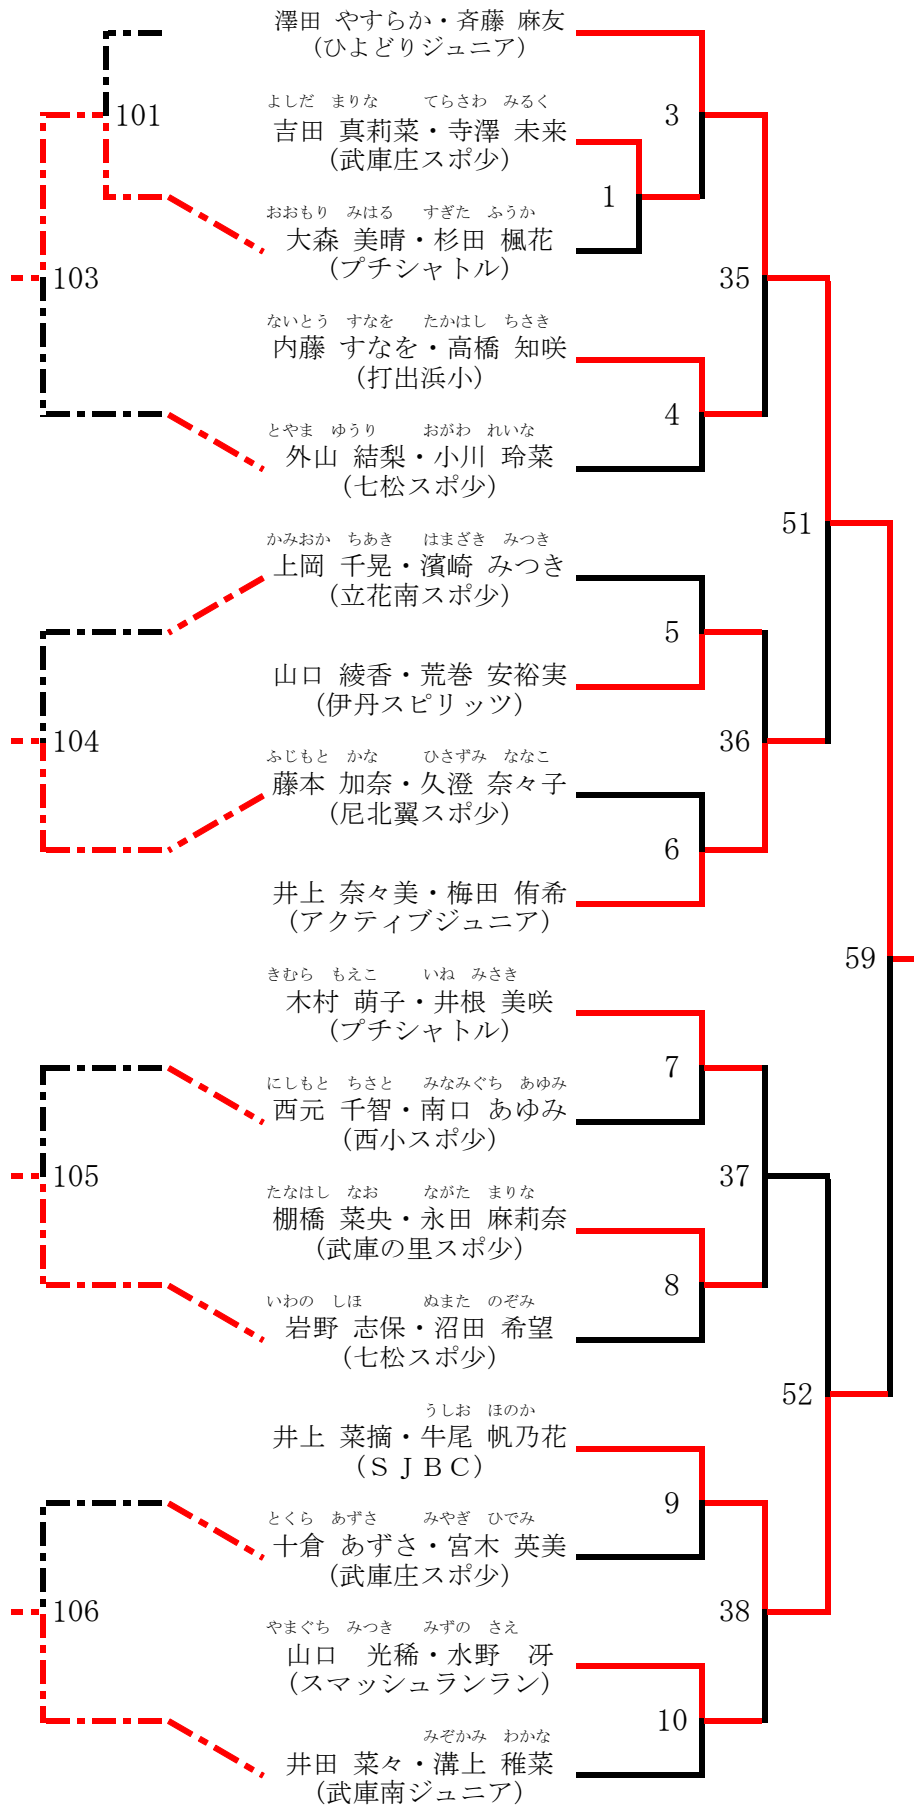 澤田 やすらか・斉藤 麻友
(ひよどりジュニア)
101
3
よしだ まりな てらさわ みるく
吉田 真莉菜・寺澤 未来
(武庫庄スポ少)
1
おおもり みはる すぎた ふうか
大森 美晴・杉田 楓花
(プチシャトル)
103
35
ないとう すなを たかはし ちさき
内藤 すなを・高橋 知咲
(打出浜小)
4
とやま ゆうり おがわ れいな
外山 結梨・小川 玲菜
(七松スポ少)
51
かみおか ちあき はまざき みつき
上岡 千晃・濱崎 みつき
(立花南スポ少)
5
山口 綾香・荒巻 安裕実
(伊丹スピリッツ)
104
36
ふじもと かな ひさずみ ななこ
藤本 加奈・久澄 奈々子
(尼北翼スポ少)
6
井上 奈々美・梅田 侑希
(アクティブジュニア)
59
きむら もえこ いね みさき
木村 萌子・井根 美咲
(プチシャトル)
7
にしもと ちさと みなみぐち あゆみ
西元 千智・南口 あゆみ
(西小スポ少)
105
37
たなはし なお ながた まりな
棚橋 菜央・永田 麻莉奈
(武庫の里スポ少)
8
いわの しほ ぬまた のぞみ
岩野 志保・沼田 希望
(七松スポ少)
52
うしお ほのか
井上 菜摘・牛尾 帆乃花
(ＳＪＢＣ)
9
とくら あずさ みやぎ ひでみ
十倉 あずさ・宮木 英美
(武庫庄スポ少)
106
38
やまぐち みつき みずの さえ
山口 光稀・水野 冴
(スマッシュランラン)
10
みぞかみ わかな
井田 菜々・溝上 稚菜
(武庫南ジュニア)